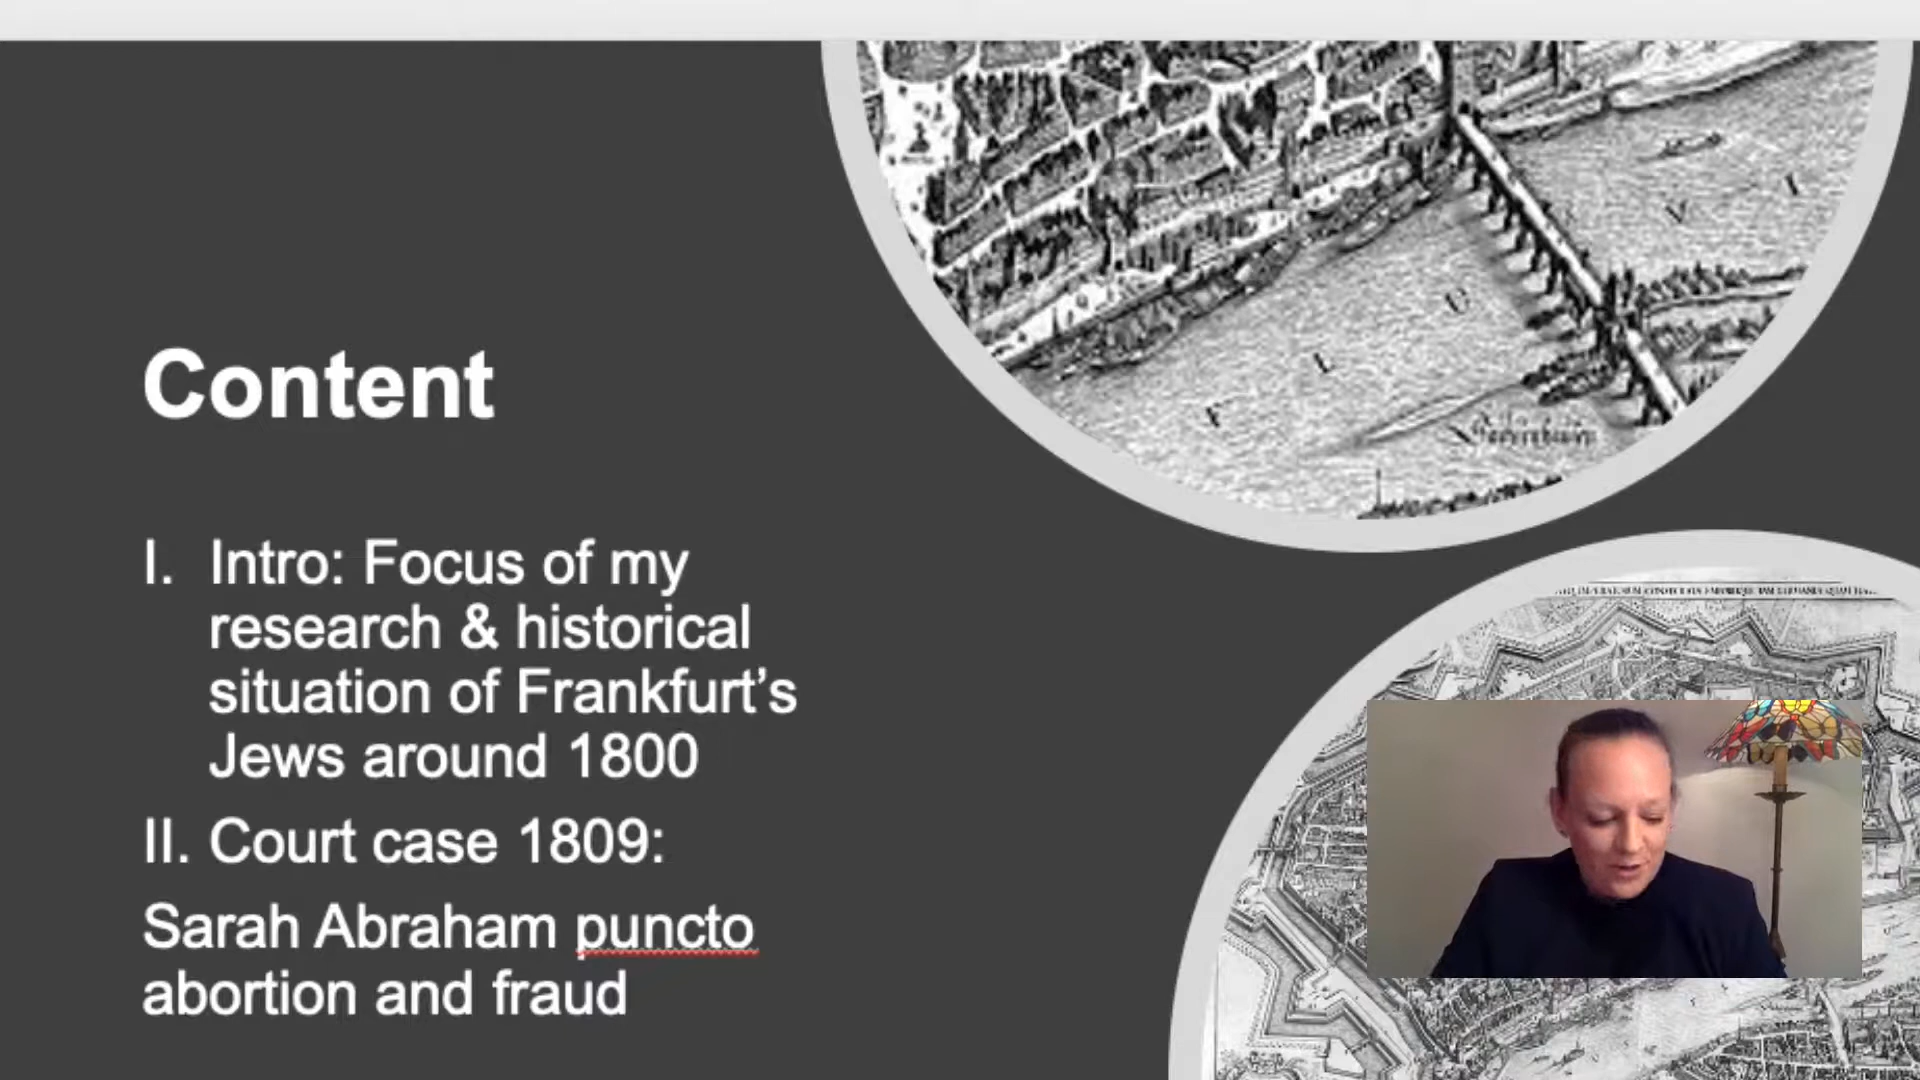 Content
I. Intro: Focus of my
research & historical
situation of Frankfurt’s
Jews around 1800
II. Court case 1809:
Sarah Abraham puncto
abortion and fraud